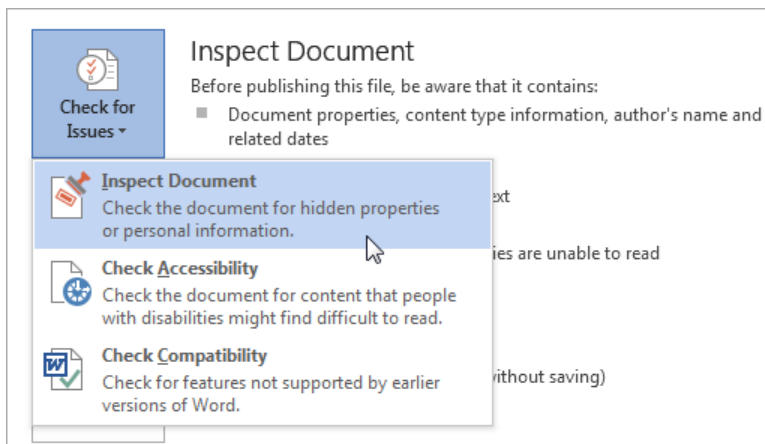 Inspect Document
Before publishing this file, be aware that it contains:
Document properties, content type information, author's name and
related dates
Check for
Issues
Inspect Document
Check the document for hidden properties
or personal information.
Check Accessibility
Check the document for content that people
with disabilities might find difficult to read.
Check Compatibility
Check for features not supported by earlier
versions of Word.
ies are unable to read
ithout saving)